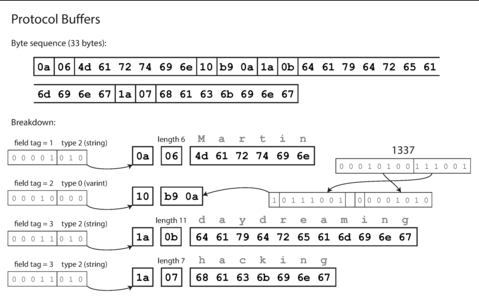 Protocol Buffers
Byte sequence (33 bytes):
0a 06 4d 61 72 74 69 6e 10 b9 0a 1a 0b 64 61 79 64 72 65 61
6d 69 6e 67 1a 07 68 61 63 6b 69 6e 67
Breakdown:
field tag = 1 type 2 (string) length 6 M a r t i n
0 0 0 0 1 0 1 0 0a 06 4d 61 72 74 69 6e
1337
0 0 0 1 0 1 0 0 1 1 1 0 0 1
field tag = 2 type 0 (varint)
0 0 0 1 0 0 0 0 10 b9 0a 1 0 1 1 1 0 0 1 0 0 0 0 1 0 1 0
field tag = 3 type 2 (string) length 11 d a y d r e a m i n g
0 0 0 1 1 0 1 0 1a 0b 64 61 79 64 72 65 61 6d 69 6e 67
field tag = 3 type 2 (string) length 7 h a c k i n g
0 0 0 1 1 0 1 0 1a 07 68 61 63 6b 69 6e 67